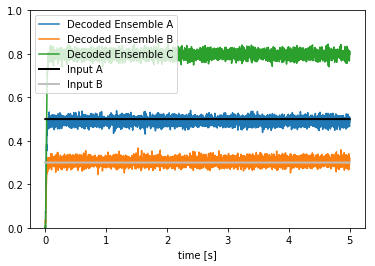 1.0
0.8
0.6
0.4
0.2
0.0
Decoded Ensemble A
Decoded Ensemble B
Decoded Ensemble C
Input A
Input B
0 1 2 3 4 5
time [s]